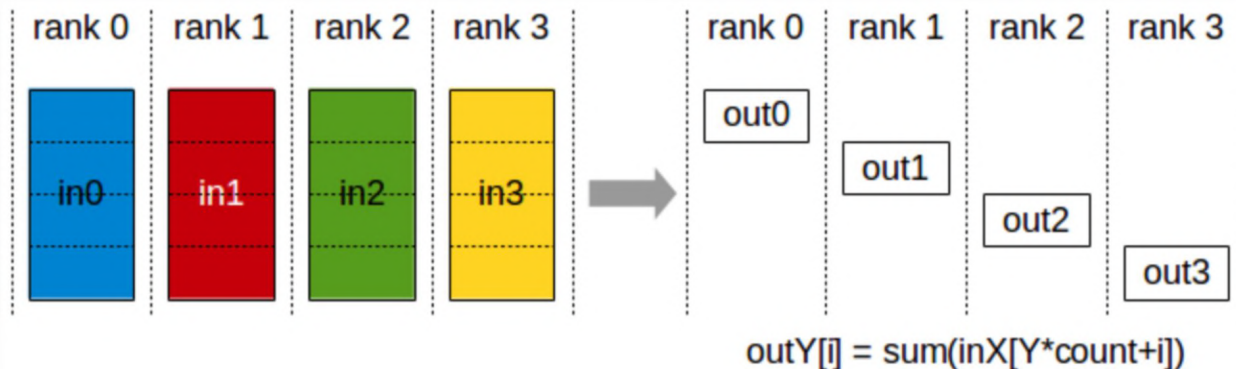 rank 0 rank 1 rank 2 rank 3 rank 0 rank 1 rank 2 rank 3
out0
out1
in0 in1 in2 in3
out2
out3
outY[i] = sum(inX[Y*count+i])